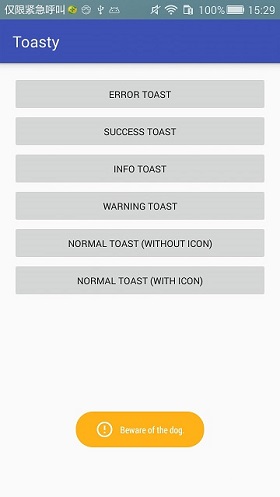 仅限紧急呼叫 100% 15:29
Toasty
ERROR TOAST
SUCCESS TOAST
INFO TOAST
WARNING TOAST
NORMAL TOAST (WITHOUT ICON)
NORMAL TOAST (WITH ICON)
Beware of the dog.